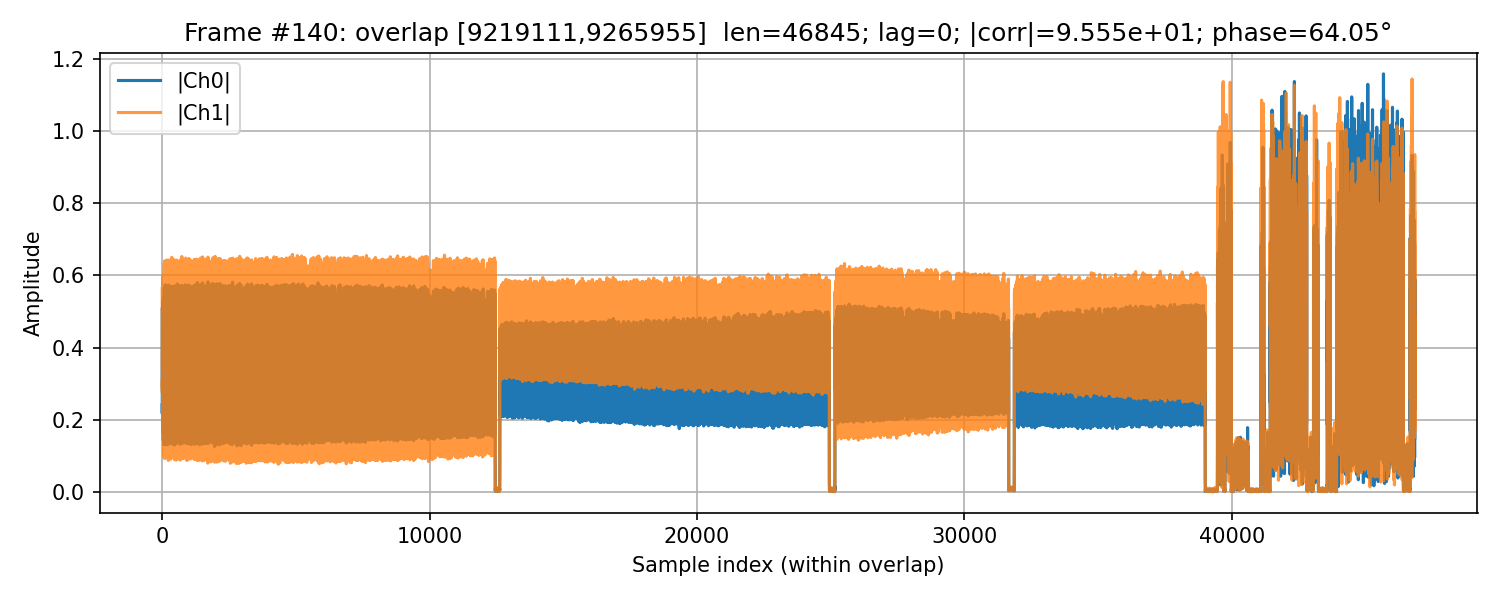 Frame #140: overlap [9219111,9265955]  len=46845; lag=0; |corr|=9.555e+01; phase=64.05°
|Ch0|
|Ch1|
Amplitude
1.2
1.0
0.8
0.6
0.4
0.2
0.0
0 10000 20000 30000 40000
Sample index (within overlap)